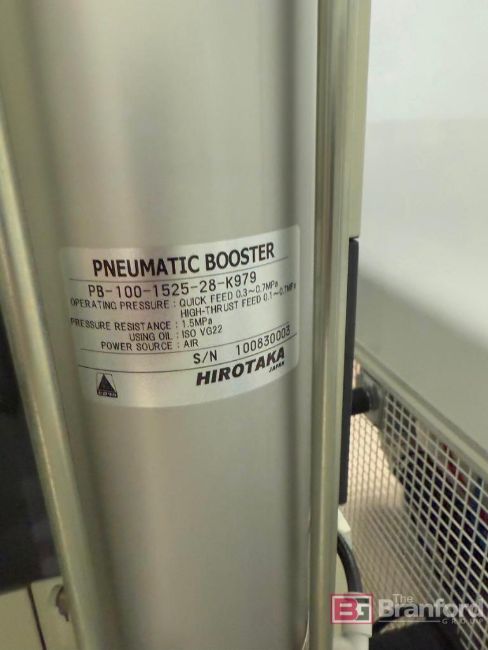 PNEUMATIC BOOSTER
PB-100-1525-28-K979
OPERATING PRESSURE : QUICK FEED 0.3~0.7MPa
HIGH-THRUST FEED 0.1~0.7MPa
PRESSURE RESISTANCE : 1.5MPa
USING OIL : ISO VG22
POWER SOURCE : AIR
S/N 100830003
HIROTAKA
JAPAN
BG The Branford
GROUP